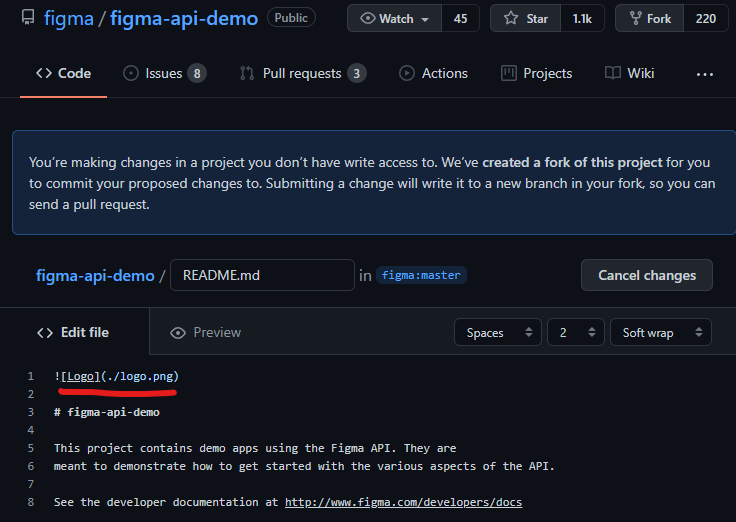 figma / figma-api-demo Public Watch 45 Star 1.1k Fork 220
Code Issues 8 Pull requests 3 Actions Projects Wiki ...
You're making changes in a project you don't have write access to. We've created a fork of this project for you
to commit your proposed changes to. Submitting a change will write it to a new branch in your fork, so you can
send a pull request.
figma-api-demo / README.md in figma:master Cancel changes
<> Edit file Preview Spaces 2 Soft wrap
1 ![Logo](./logo.png)
2
3 # figma-api-demo
4
5 This project contains demo apps using the Figma API. They are
6 meant to demonstrate how to get started with the various aspects of the API.
7
8 See the developer documentation at http://www.figma.com/developers/docs